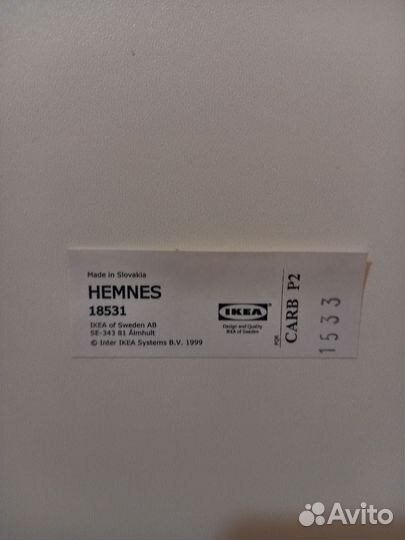 Made in Slovakia
HEMNES
18531
IKEA of Sweden AB
SE-343 81 Älmhult
© Inter IKEA Systems B.V. 1999
IKEA
Design and Quality
IKEA of Sweden
CARB P2
1533
Avito